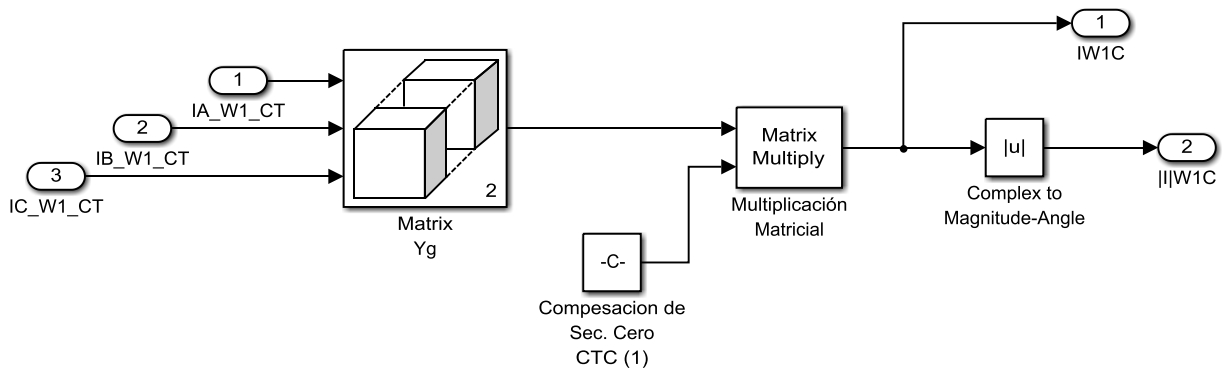 1
IA_W1_CT
2
IB_W1_CT
3
IC_W1_CT
2
Matrix
Yg
-C-
Compesacion de
Sec. Cero
CTC (1)
Matrix
Multiply
Multiplicación
Matricial
1
IW1C
|u|
Complex to
Magnitude-Angle
2
|I|W1C